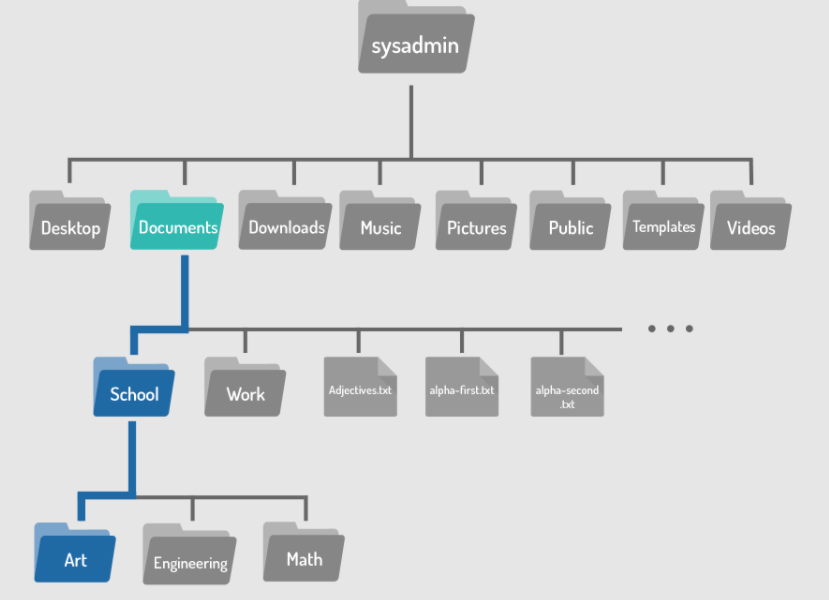 sysadmin
Desktop
Documents
Downloads
Music
Pictures
Public
Templates
Videos
School
Work
Adjectives.txt
alpha-first.txt
alpha-second
.txt
Art
Engineering
Math